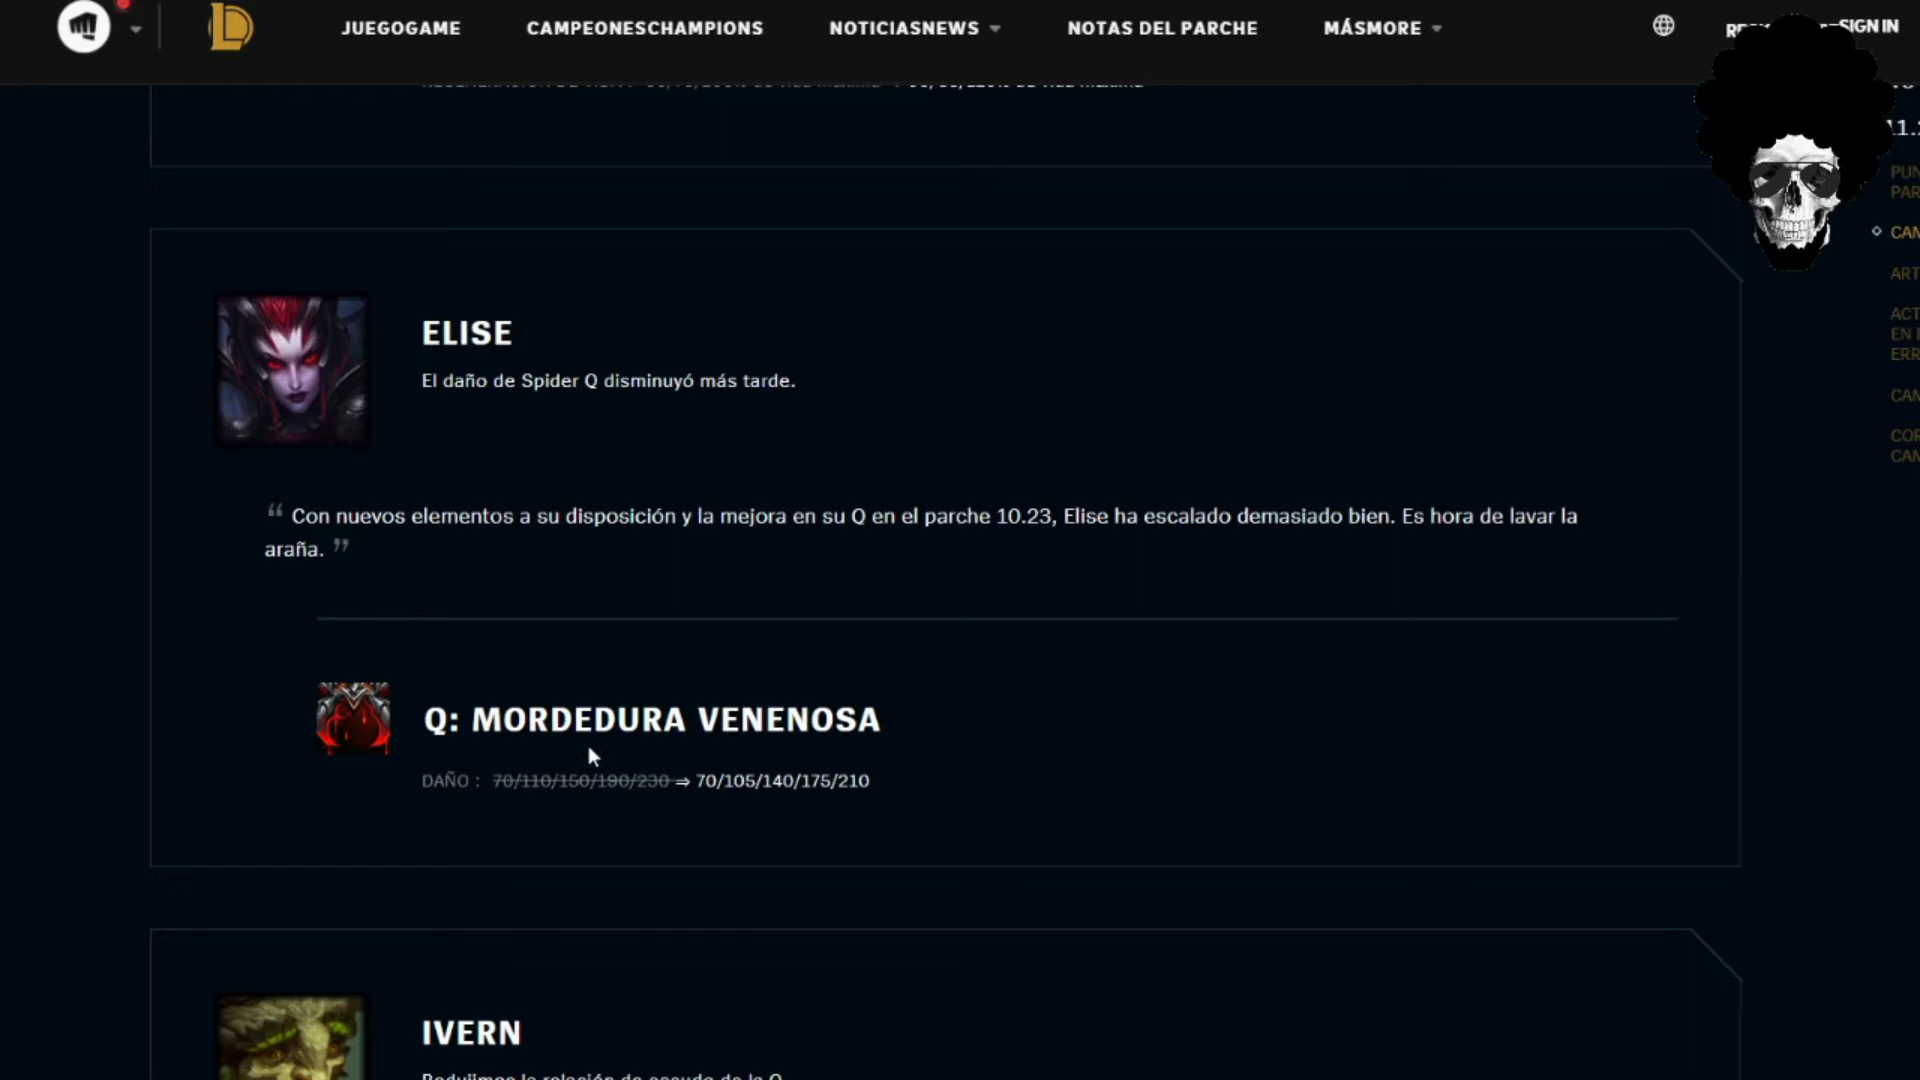 JUEGOGAME CAMPEONESCHAMPIONS NOTICIASNEWS NOTAS DEL PARCHE MÁSMORE SIGN IN
ELISE
El daño de Spider Q disminuyó más tarde.
“ Con nuevos elementos a su disposición y la mejora en su Q en el parche 10.23, Elise ha escalado demasiado bien. Es hora de lavar la
araña. ”
Q: MORDEDURA VENENOSA
DAÑO : 70/110/150/190/230 ⇒ 70/105/140/175/210
IVERN